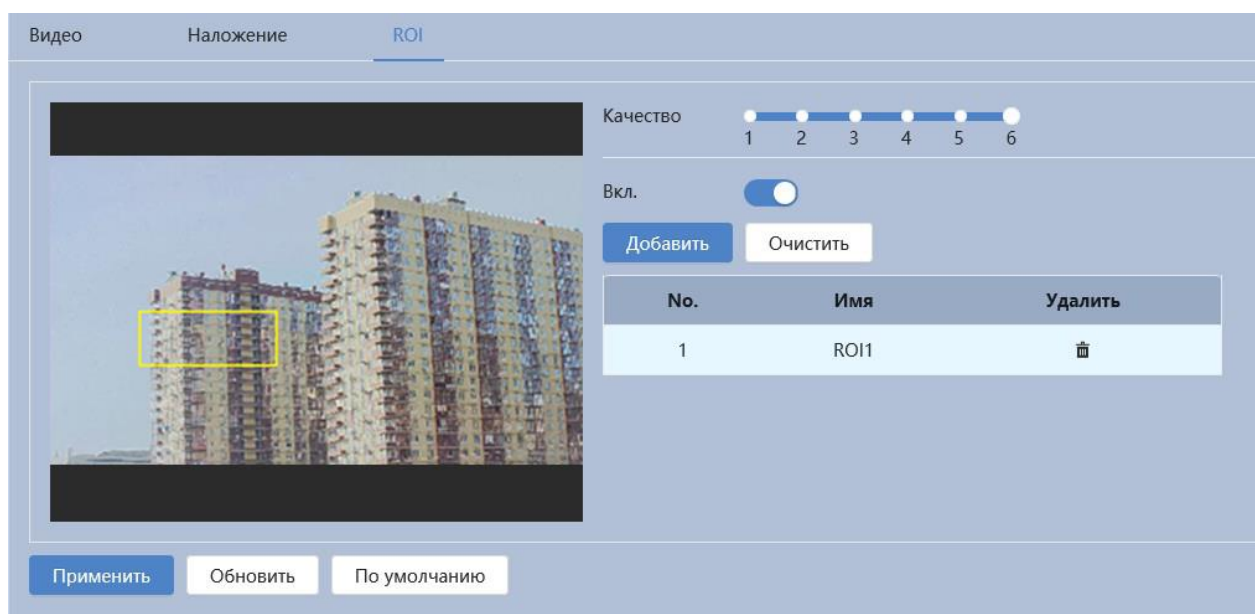 Видео Наложение ROI
Качество
1 2 3 4 5 6
Вкл.
Добавить Очистить
No. Имя Удалить
1 ROI1
Применить Обновить По умолчанию